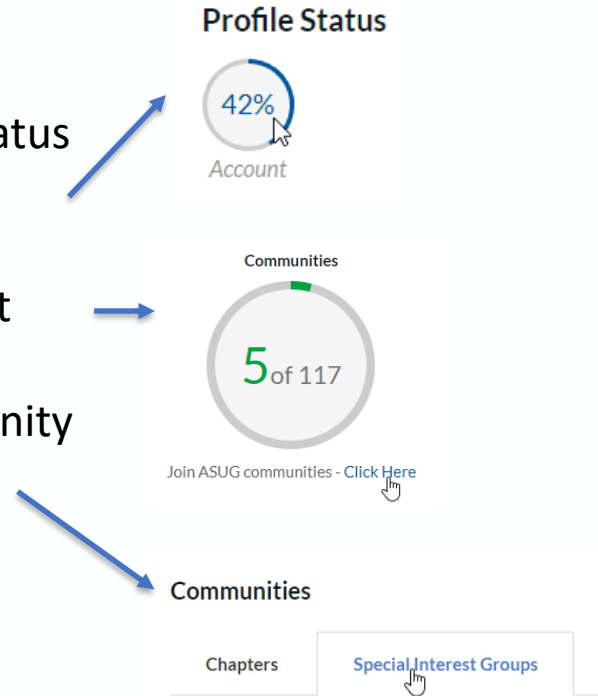 Profile Status
42%
atus
Account
Communities
t
5 of 117
nity
Join ASUG communities - Click Here
Communities
Chapters Special Interest Groups